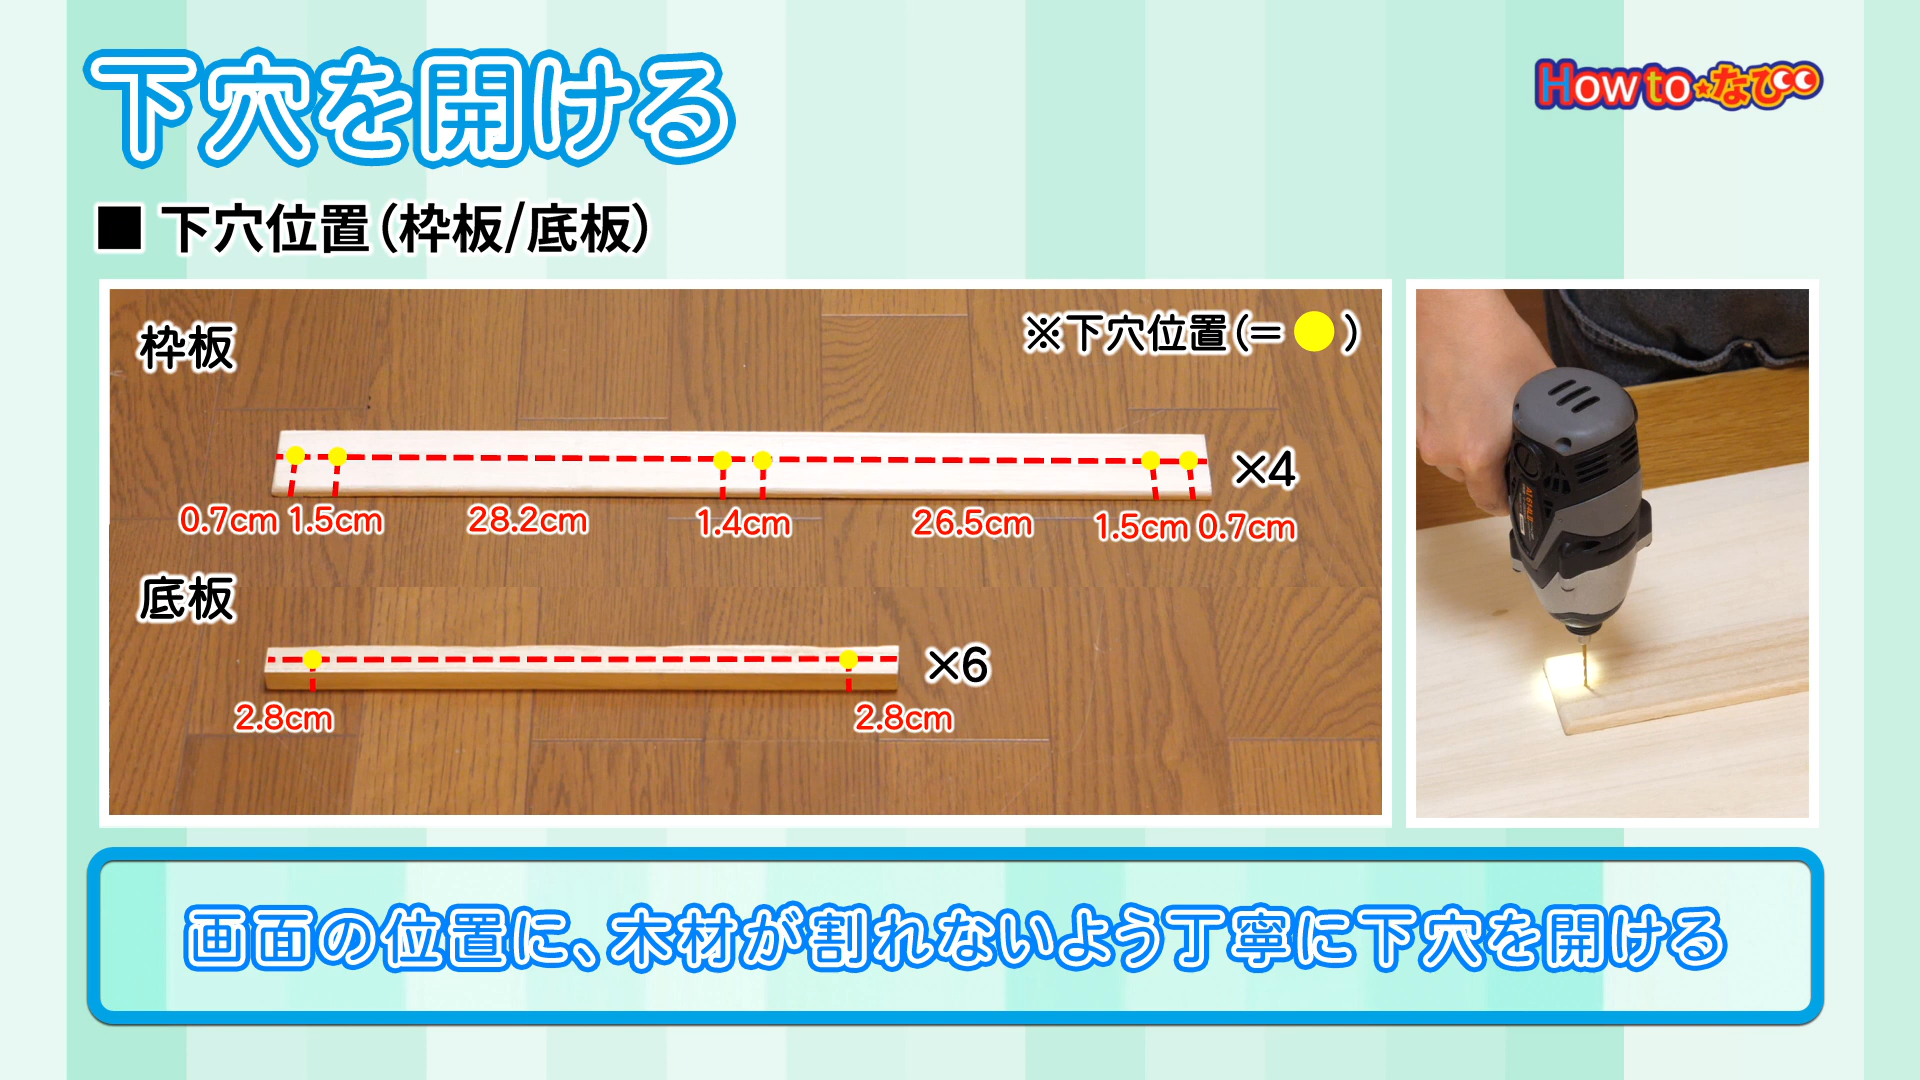 下穴を開ける
How to なび
■ 下穴位置(枠板/底板)
枠板
※下穴位置(=●)
×4
0.7cm 1.5cm 28.2cm 1.4cm 26.5cm 1.5cm 0.7cm
底板
×6
2.8cm 2.8cm
画面の位置に、木材が割れないよう丁寧に下穴を開ける